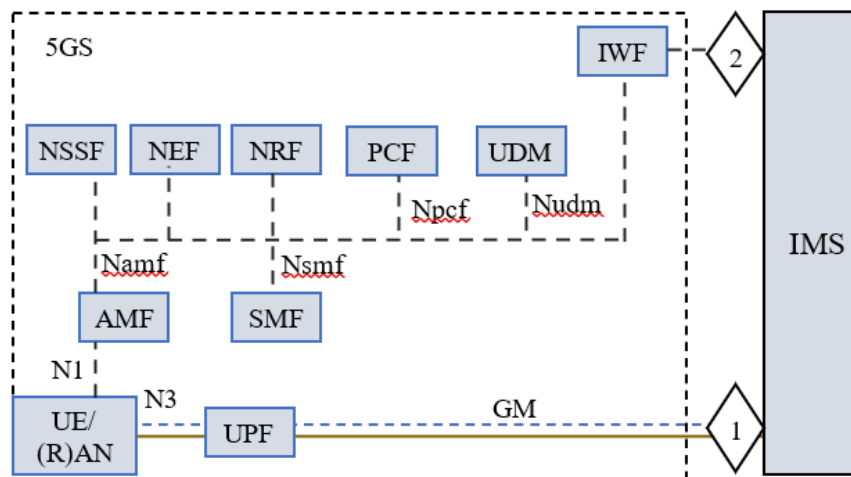 5GS
IWF
2
NSSF
NEF
NRF
PCF
UDM
Npcf
Nudm
Namf
Nsmf
IMS
AMF
SMF
N1
N3
GM
UE/
(R)AN
UPF
1